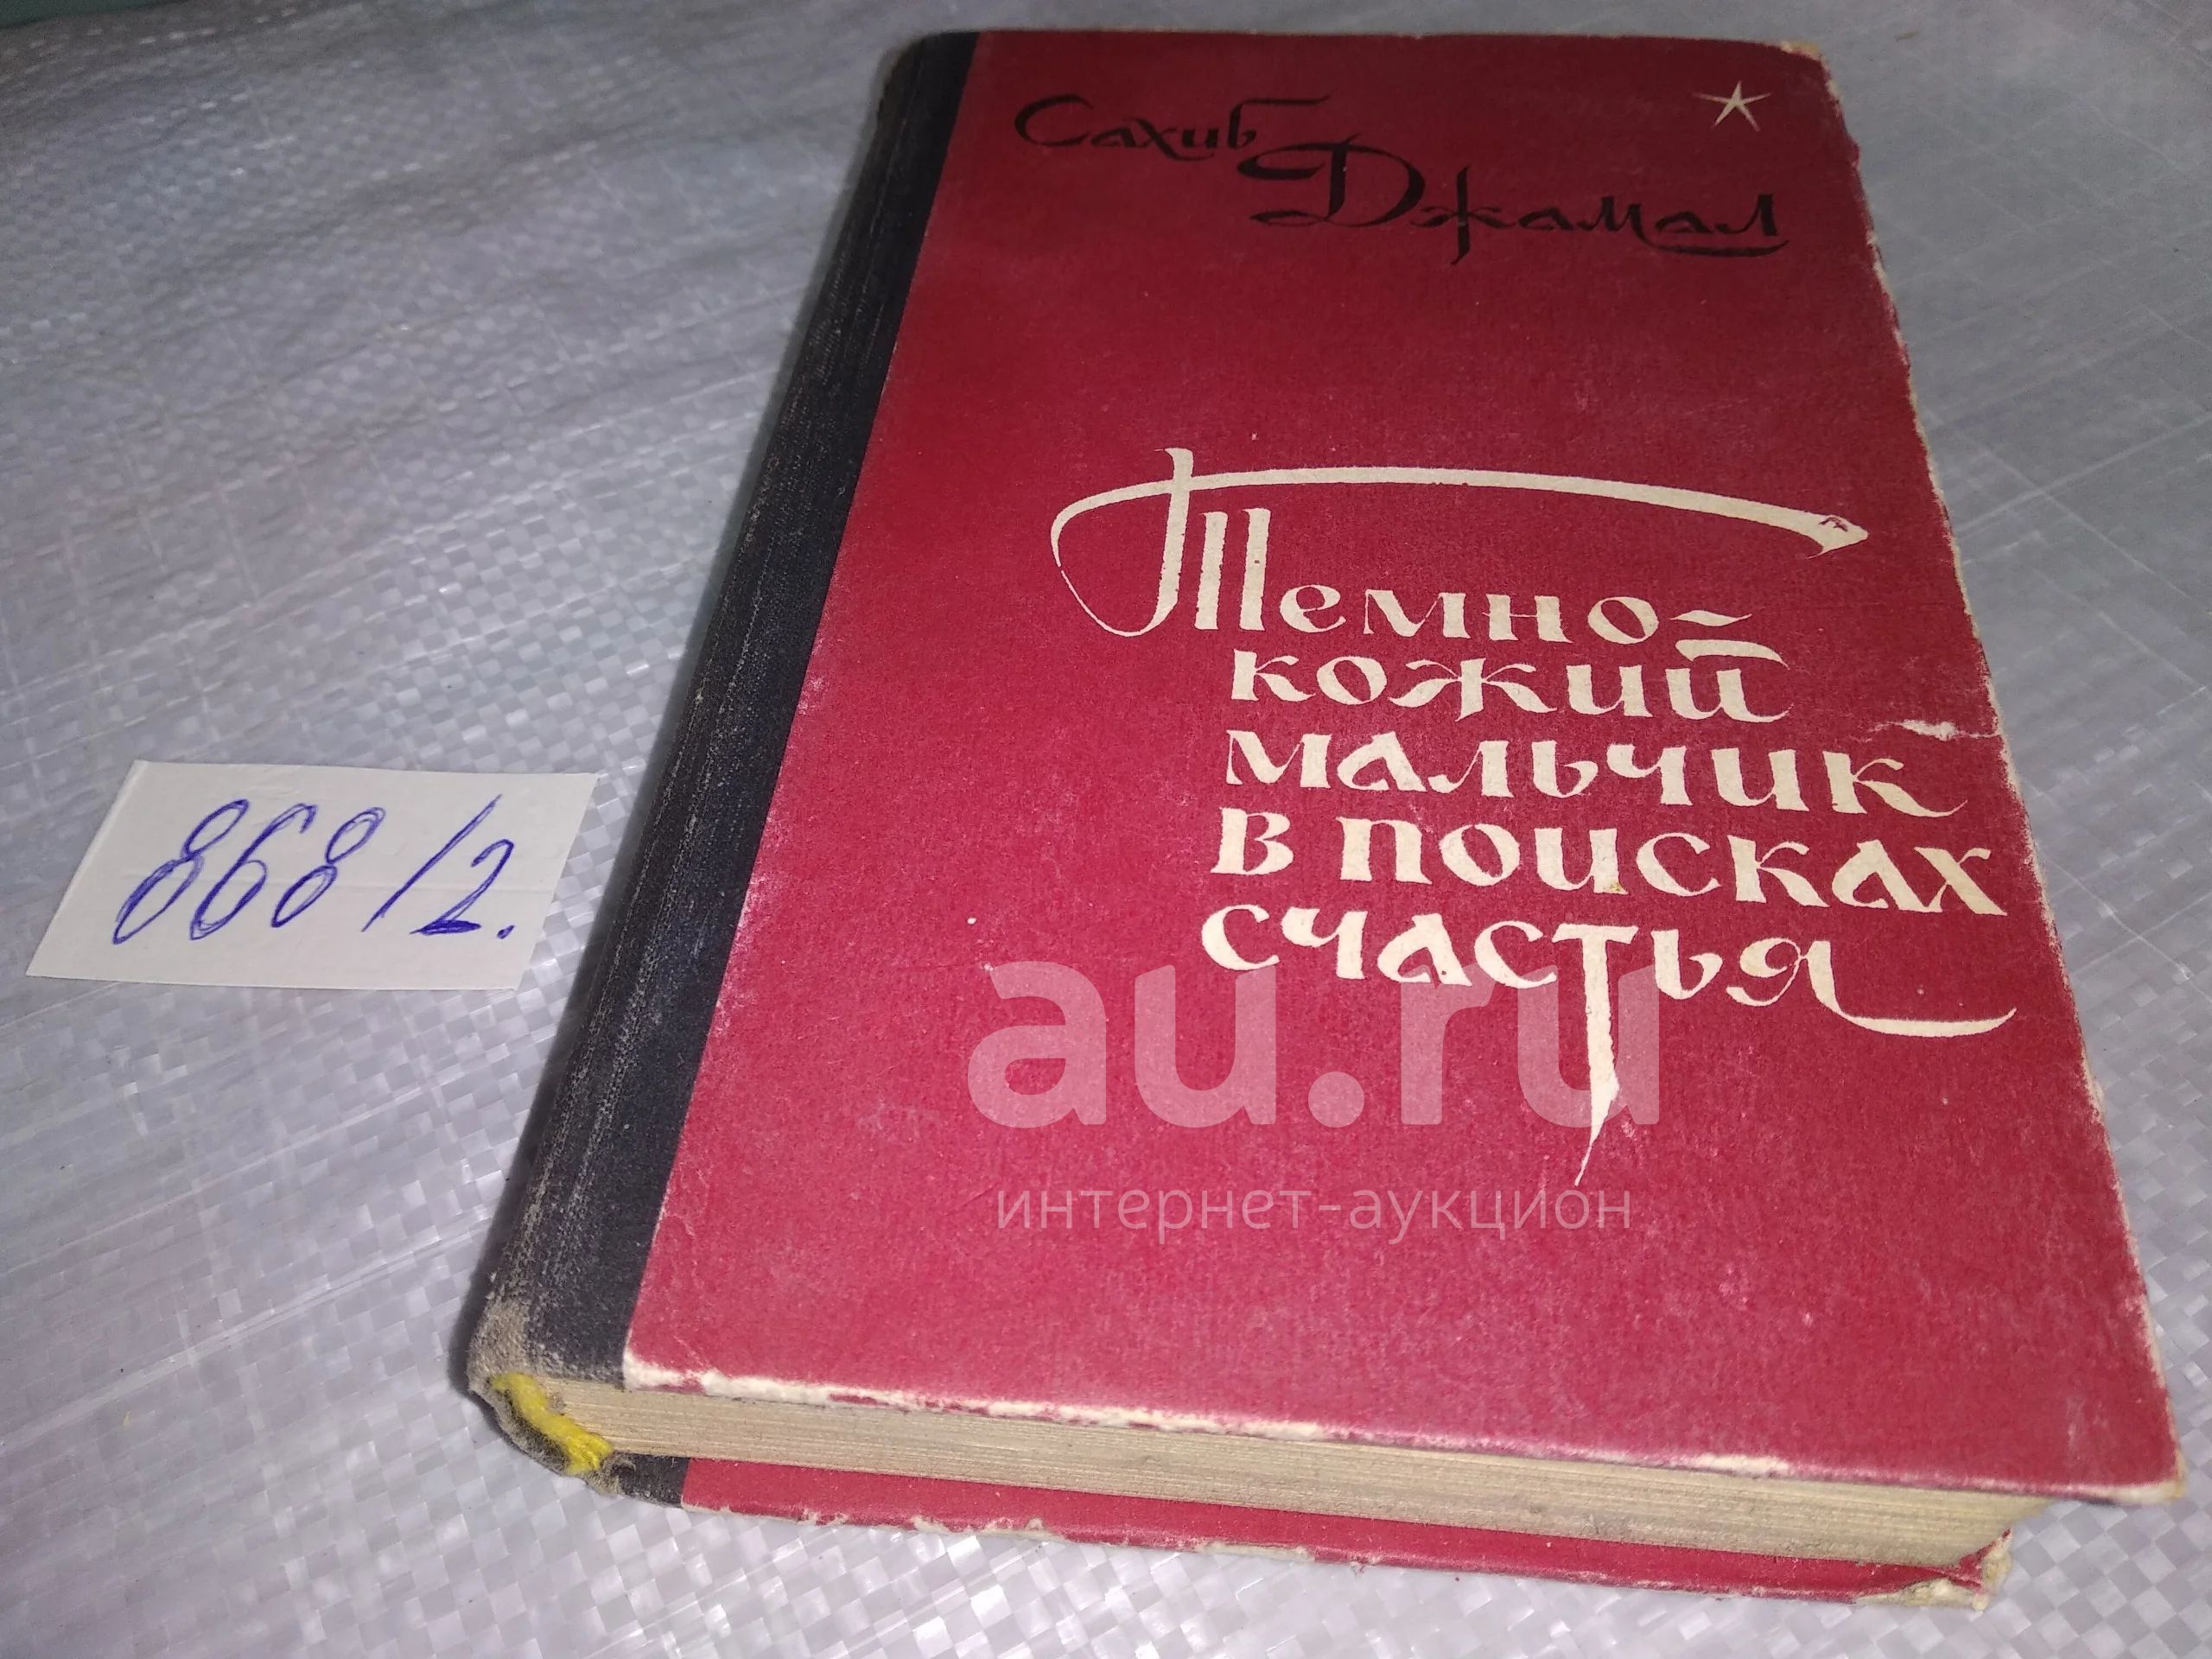 Сахиб
Джамал
Темно-
кожий
мальчик
в поисках
счастья
868/2.
au.ru
интернет-аукцион